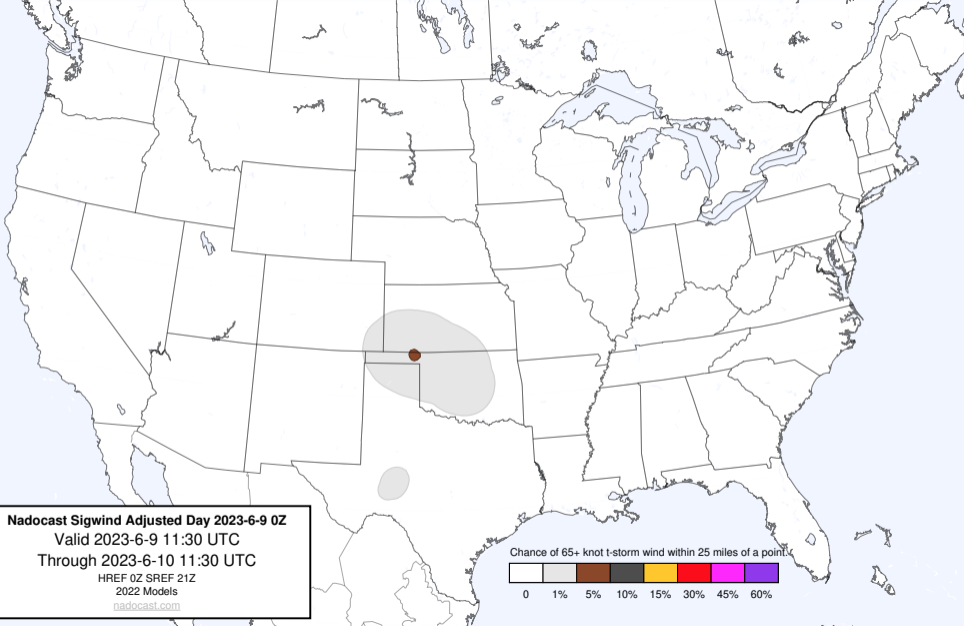 Nadocast Sigwind Adjusted Day 2023-6-9 0Z
Valid 2023-6-9 11:30 UTC
Through 2023-6-10 11:30 UTC
HREF 0Z SREF 21Z
2022 Models
nadocast.com
Chance of 65+ knot t-storm wind within 25 miles of a point.
0 1% 5% 10% 15% 30% 45% 60%